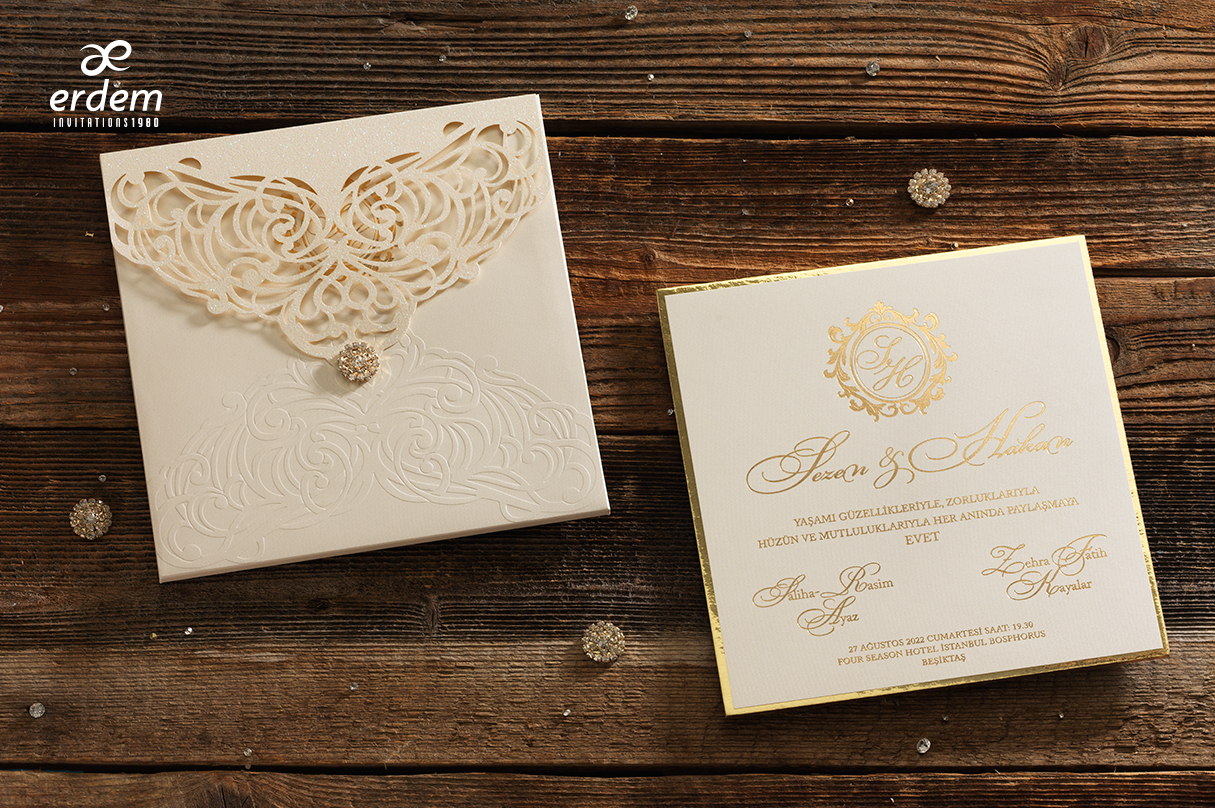 erdem
INVITATIONS1980
SH
Sezen & Hakan
YAŞAMI GÜZELLİKLERİYLE, ZORLUKLARIYLA
HÜZÜN VE MUTLULUKLARIYLA HER ANINDA PAYLAŞMAYA
EVET
Saliha-Rasim
Ayaz
Zehra Fatih
Kayalar
27 AĞUSTOS 2022 CUMARTESİ SAAT: 19.30
FOUR SEASON HOTEL İSTANBUL BOSPHORUS
BEŞİKTAŞ